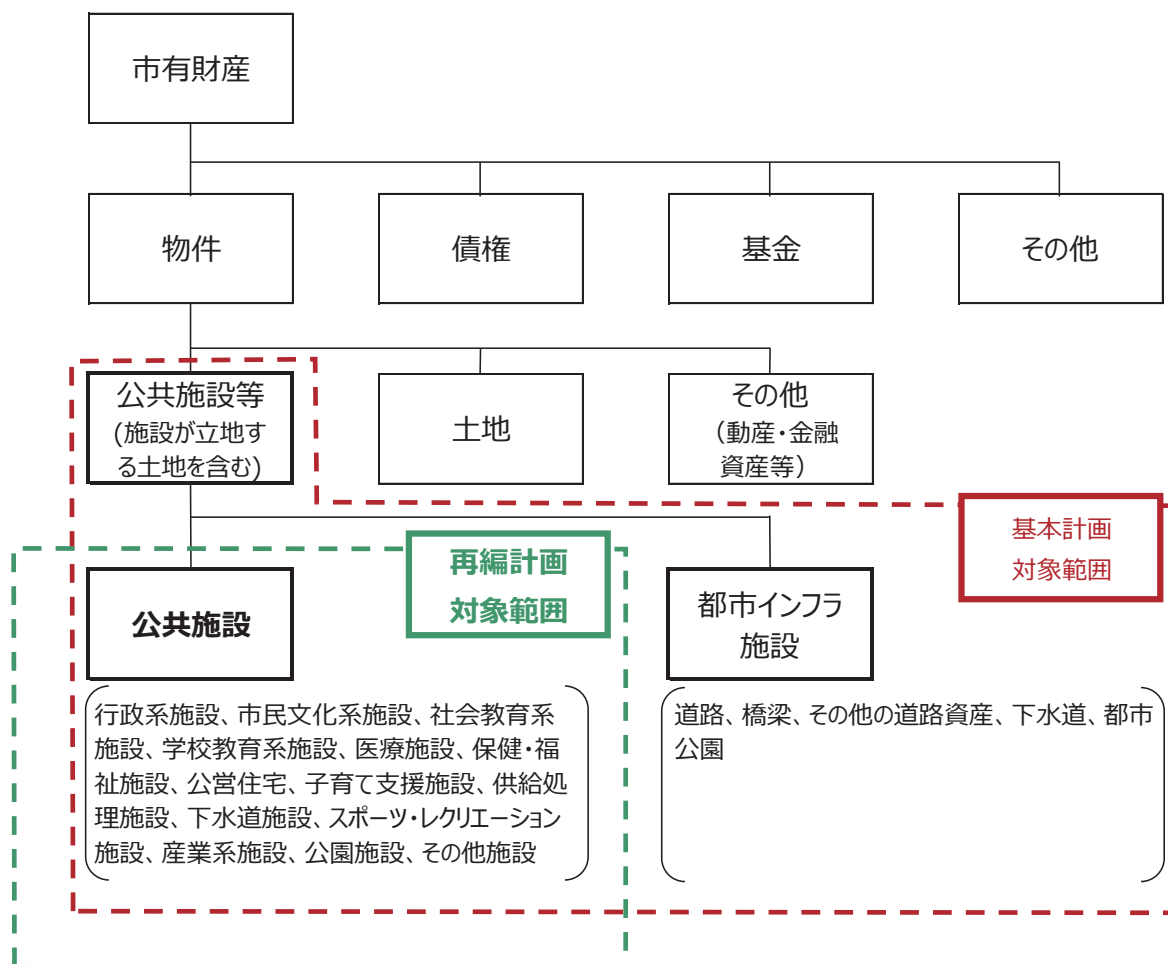 市有財産
物件
債権
基金
その他
公共施設等
(施設が立地す
る土地を含む)
土地
その他
（動産・金融
資産等）
基本計画
対象範囲
再編計画
対象範囲
公共施設
都市インフラ
施設
行政系施設、市民文化系施設、社会教育系
施設、学校教育系施設、医療施設、保健・福
祉施設、公営住宅、子育て支援施設、供給処
理施設、下水道施設、スポーツ・レクリエーション
施設、産業系施設、公園施設、その他施設
道路、橋梁、その他の道路資産、下水道、都市
公園